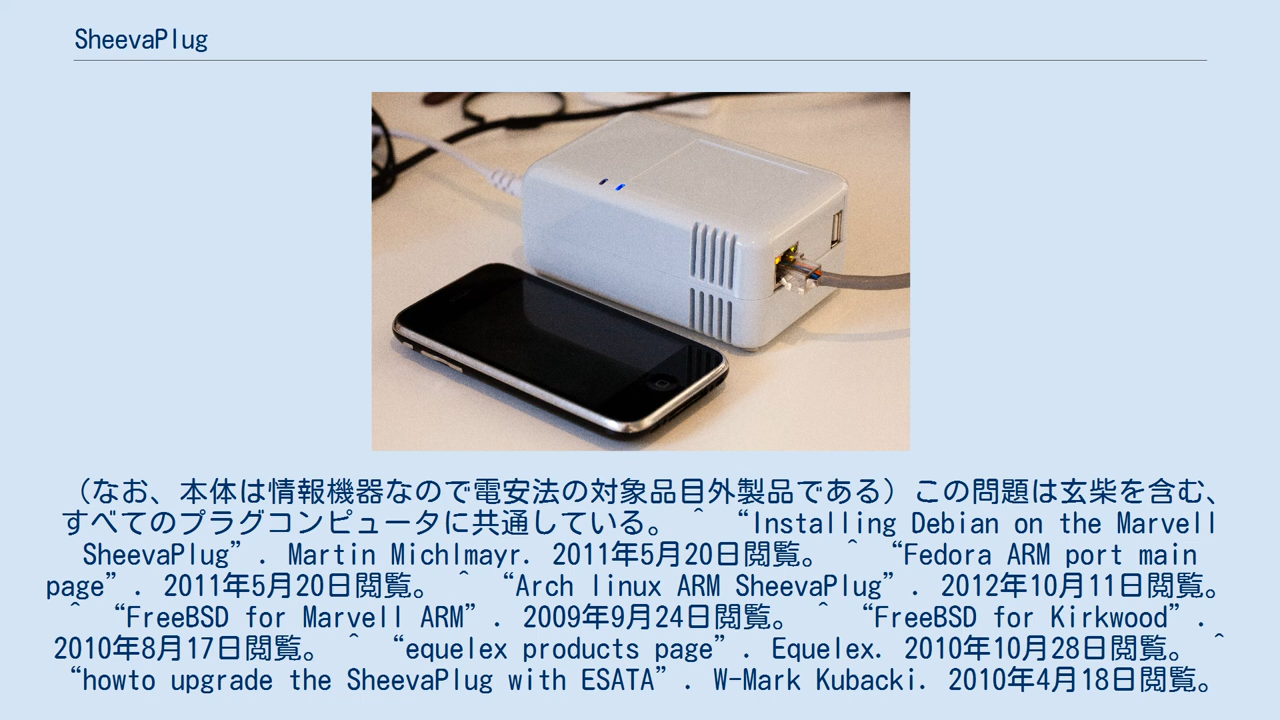 SheevaPlug
（なお、本体は情報機器なので電安法の対象品目外製品である）この問題は玄柴を含む、
すべてのプラグコンピュータに共通している。 ^ “Installing Debian on the Marvell
SheevaPlug”. Martin Michlmayr. 2011年5月20日閲覧。 ^ “Fedora ARM port main
page”. 2011年5月20日閲覧。 ^ “Arch linux ARM SheevaPlug”. 2012年10月11日閲覧。
^ “FreeBSD for Marvell ARM”. 2009年9月24日閲覧。 ^ “FreeBSD for Kirkwood”.
2010年8月17日閲覧。 ^ “equelex products page”. Equelex. 2010年10月28日閲覧。 ^
“howto upgrade the SheevaPlug with ESATA”. W-Mark Kubacki. 2010年4月18日閲覧。